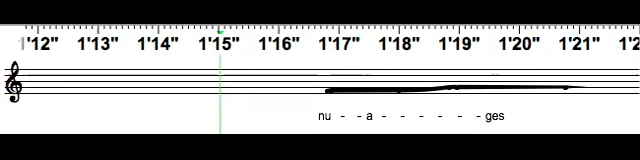 1'12" 1'13" 1'14" 1'15" 1'16" 1'17" 1'18" 1'19" 1'20" 1'21"
nu - - a - - - - - - ges